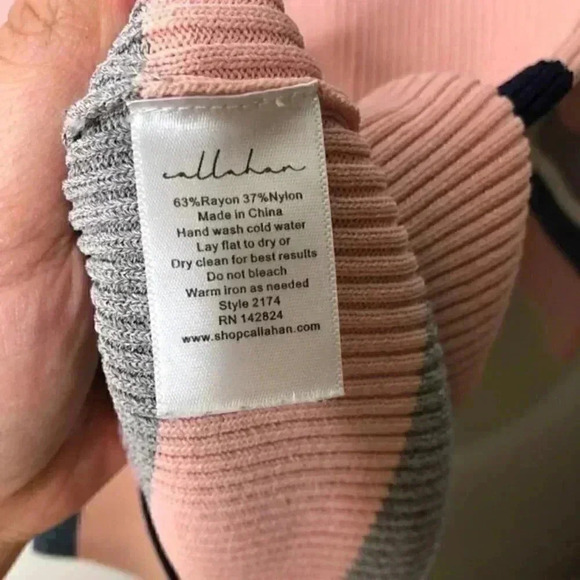 callahan
63%Rayon 37%Nylon
Made in China
Hand wash cold water
Lay flat to dry or
Dry clean for best results
Do not bleach
Warm iron as needed
Style 2174
RN 142824
www.shopcallahan.com